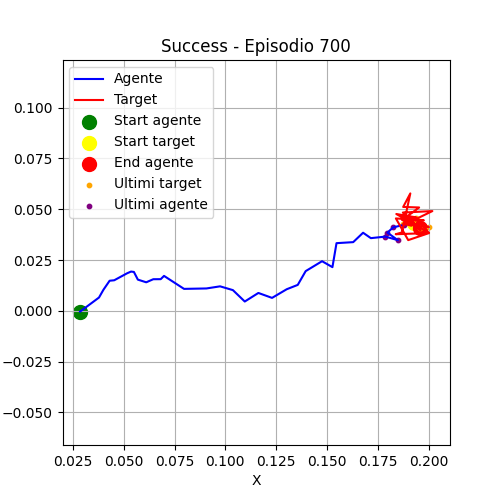 Success - Episodio 700
Agente
Target
Start agente
Start target
End agente
Ultimi target
Ultimi agente
0.100
0.075
0.050
0.025
0.000
−0.025
−0.050
0.025 0.050 0.075 0.100 0.125 0.150 0.175 0.200
X